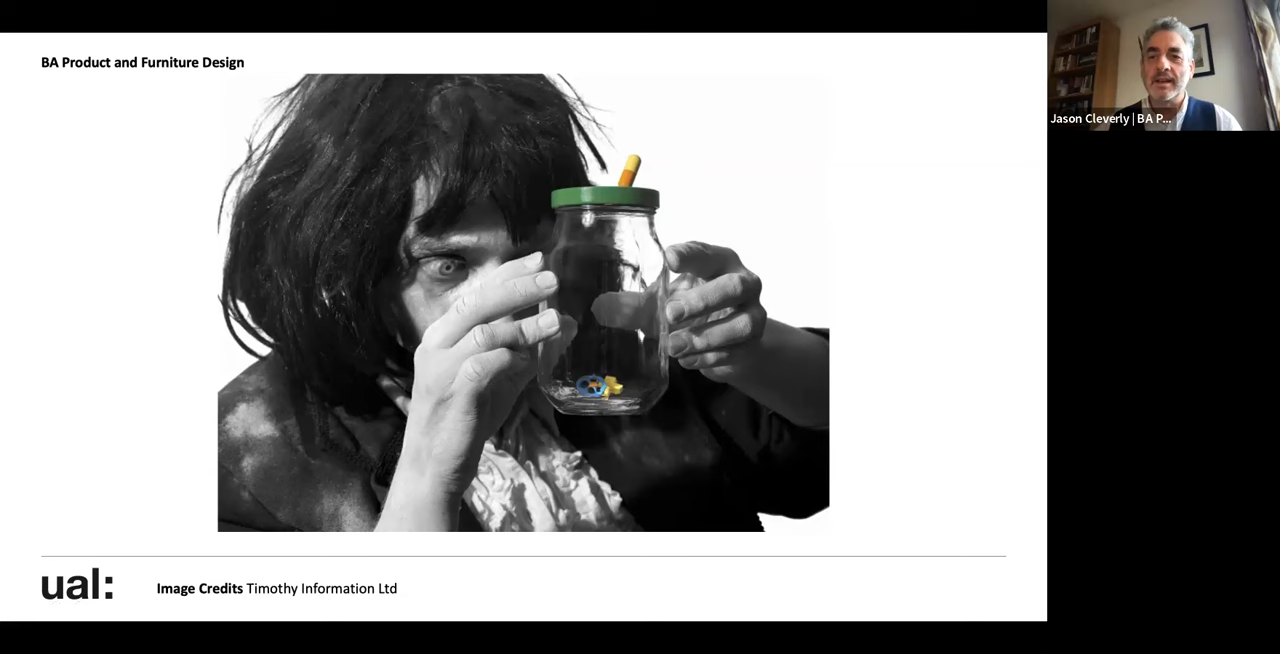 BA Product and Furniture Design
Jason Cleverly | BA P...
ual:
Image Credits Timothy Information Ltd